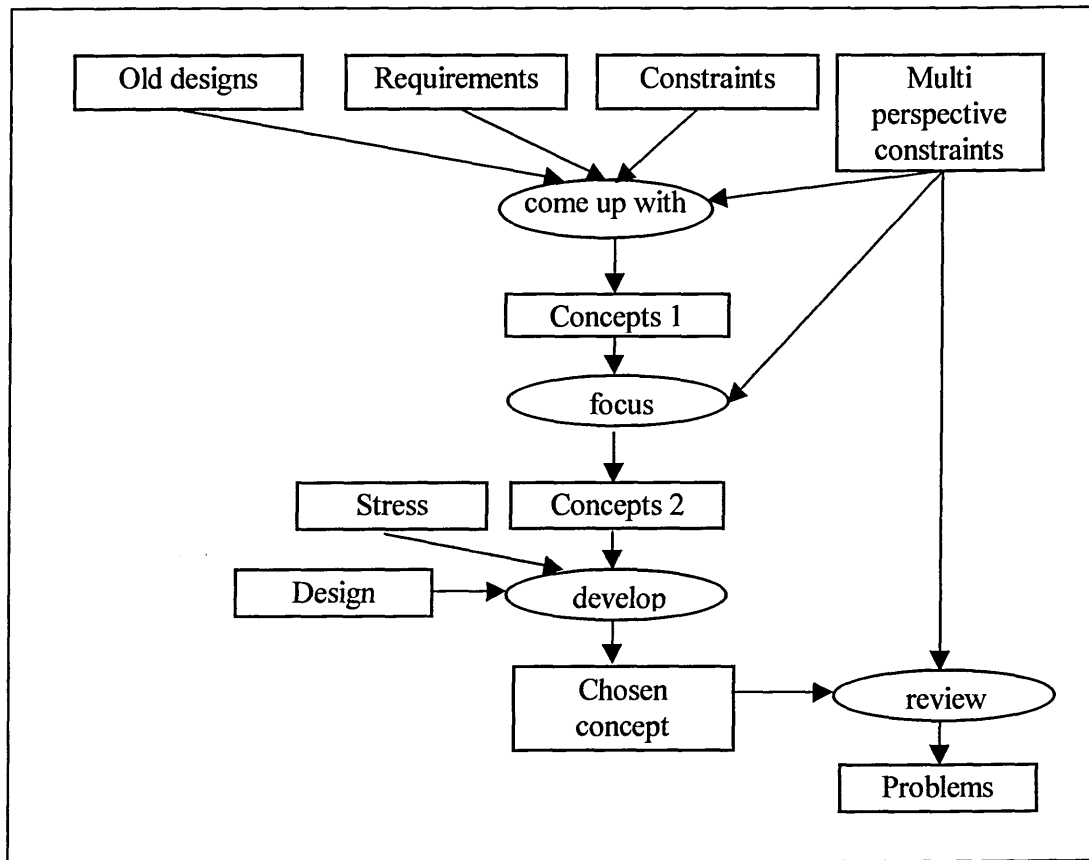 Old designs
Requirements
Constraints
Multi
perspective
constraints
come up with
Concepts 1
focus
Stress
Concepts 2
Design
develop
Chosen
concept
review
Problems